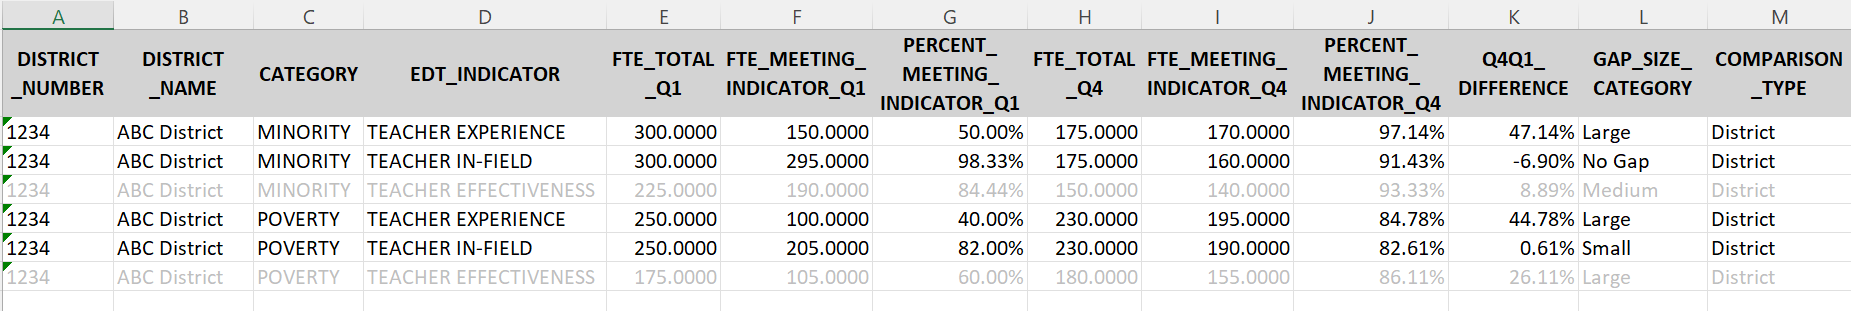 A B C D E F G H I J K L M
DISTRICT_NUMBER DISTRICT_NAME CATEGORY EDT_INDICATOR FTE_TOTAL_Q1 FTE_MEETING_INDICATOR_Q1 PERCENT_MEETING_INDICATOR_Q1 FTE_TOTAL_Q4 FTE_MEETING_INDICATOR_Q4 PERCENT_MEETING_INDICATOR_Q4 Q4Q1_DIFFERENCE GAP_SIZE_CATEGORY COMPARISON_TYPE
1234 ABC District MINORITY TEACHER EXPERIENCE 300.0000 150.0000 50.00% 175.0000 170.0000 97.14% 47.14% Large District
1234 ABC District MINORITY TEACHER IN-FIELD 300.0000 295.0000 98.33% 175.0000 160.0000 91.43% -6.90% No Gap District
1234 ABC District MINORITY TEACHER EFFECTIVENESS 225.0000 190.0000 84.44% 150.0000 140.0000 93.33% 8.89% Medium District
1234 ABC District POVERTY TEACHER EXPERIENCE 250.0000 100.0000 40.00% 230.0000 195.0000 84.78% 44.78% Large District
1234 ABC District POVERTY TEACHER IN-FIELD 250.0000 205.0000 82.00% 230.0000 190.0000 82.61% 0.61% Small District
1234 ABC District POVERTY TEACHER EFFECTIVENESS 175.0000 105.0000 60.00% 180.0000 155.0000 86.11% 26.11% Large District